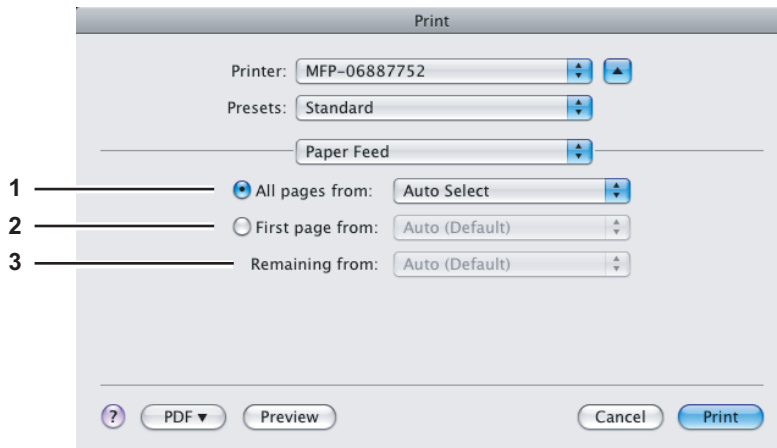 Print
Printer: MFP-06887752
Presets: Standard
Paper Feed
1 All pages from: Auto Select
2 First page from: Auto (Default)
3 Remaining from: Auto (Default)
? PDF▼ Preview Cancel Print